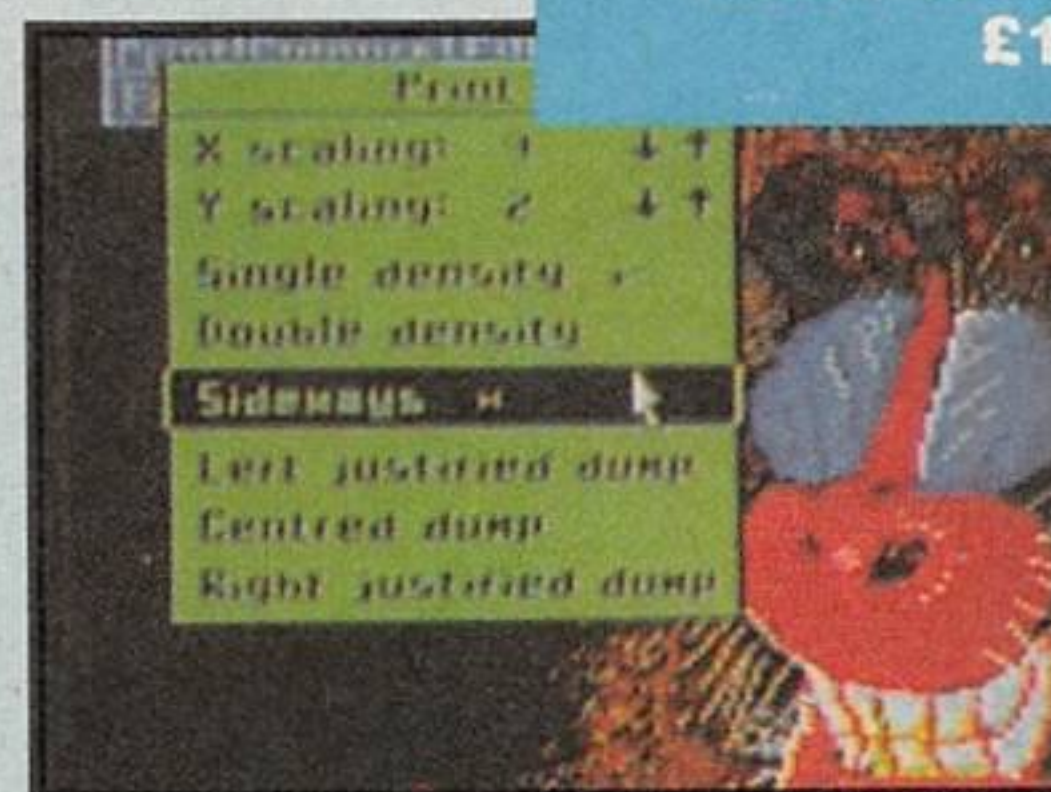 £1
Print
X scaling: 1 ↓ ↑
Y scaling: 2 ↓ ↑
Single density ✓
Double density
Sideways ×
Left justified dump
Centred dump
Right justified dump